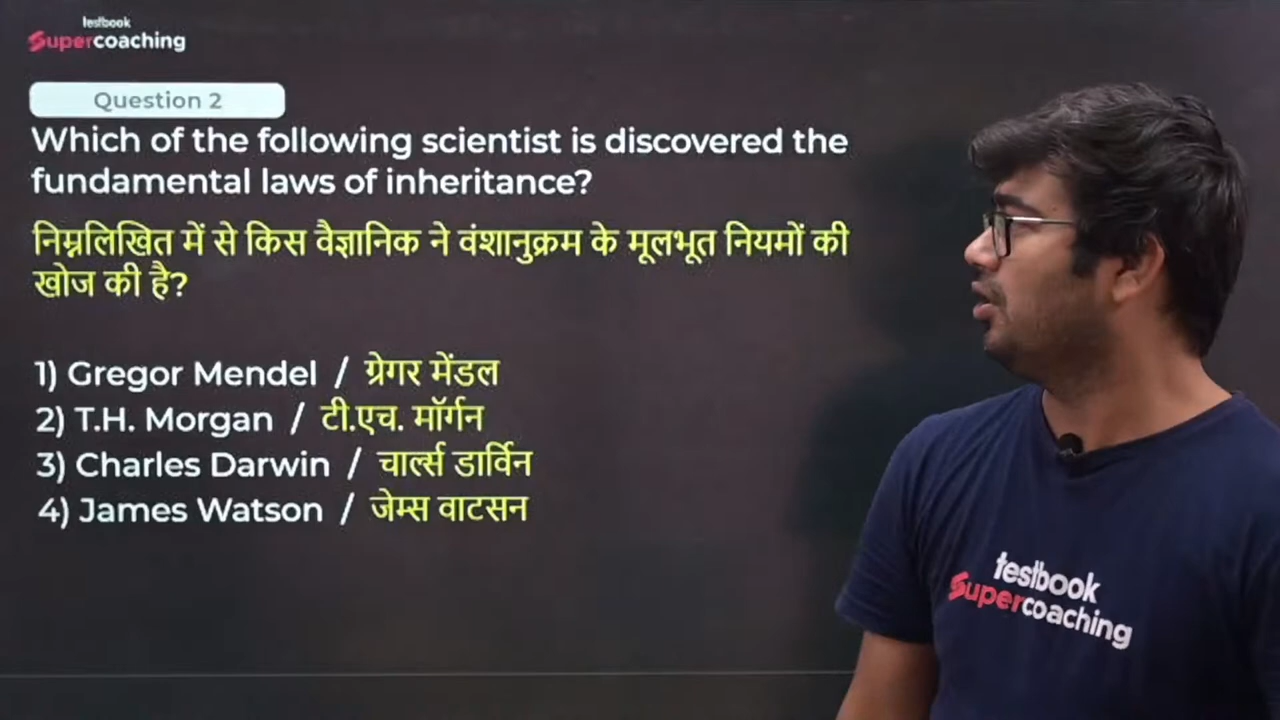 testbook
Supercoaching
Question 2
Which of the following scientist is discovered the
fundamental laws of inheritance?
निम्नलिखित में से किस वैज्ञानिक ने वंशानुक्रम के मूलभूत नियमों की
खोज की है?
1) Gregor Mendel / ग्रेगर मेंडल
2) T.H. Morgan / टी.एच. मॉर्गन
3) Charles Darwin / चार्ल्स डार्विन
4) James Watson / जेम्स वाटसन
testbook
Supercoaching